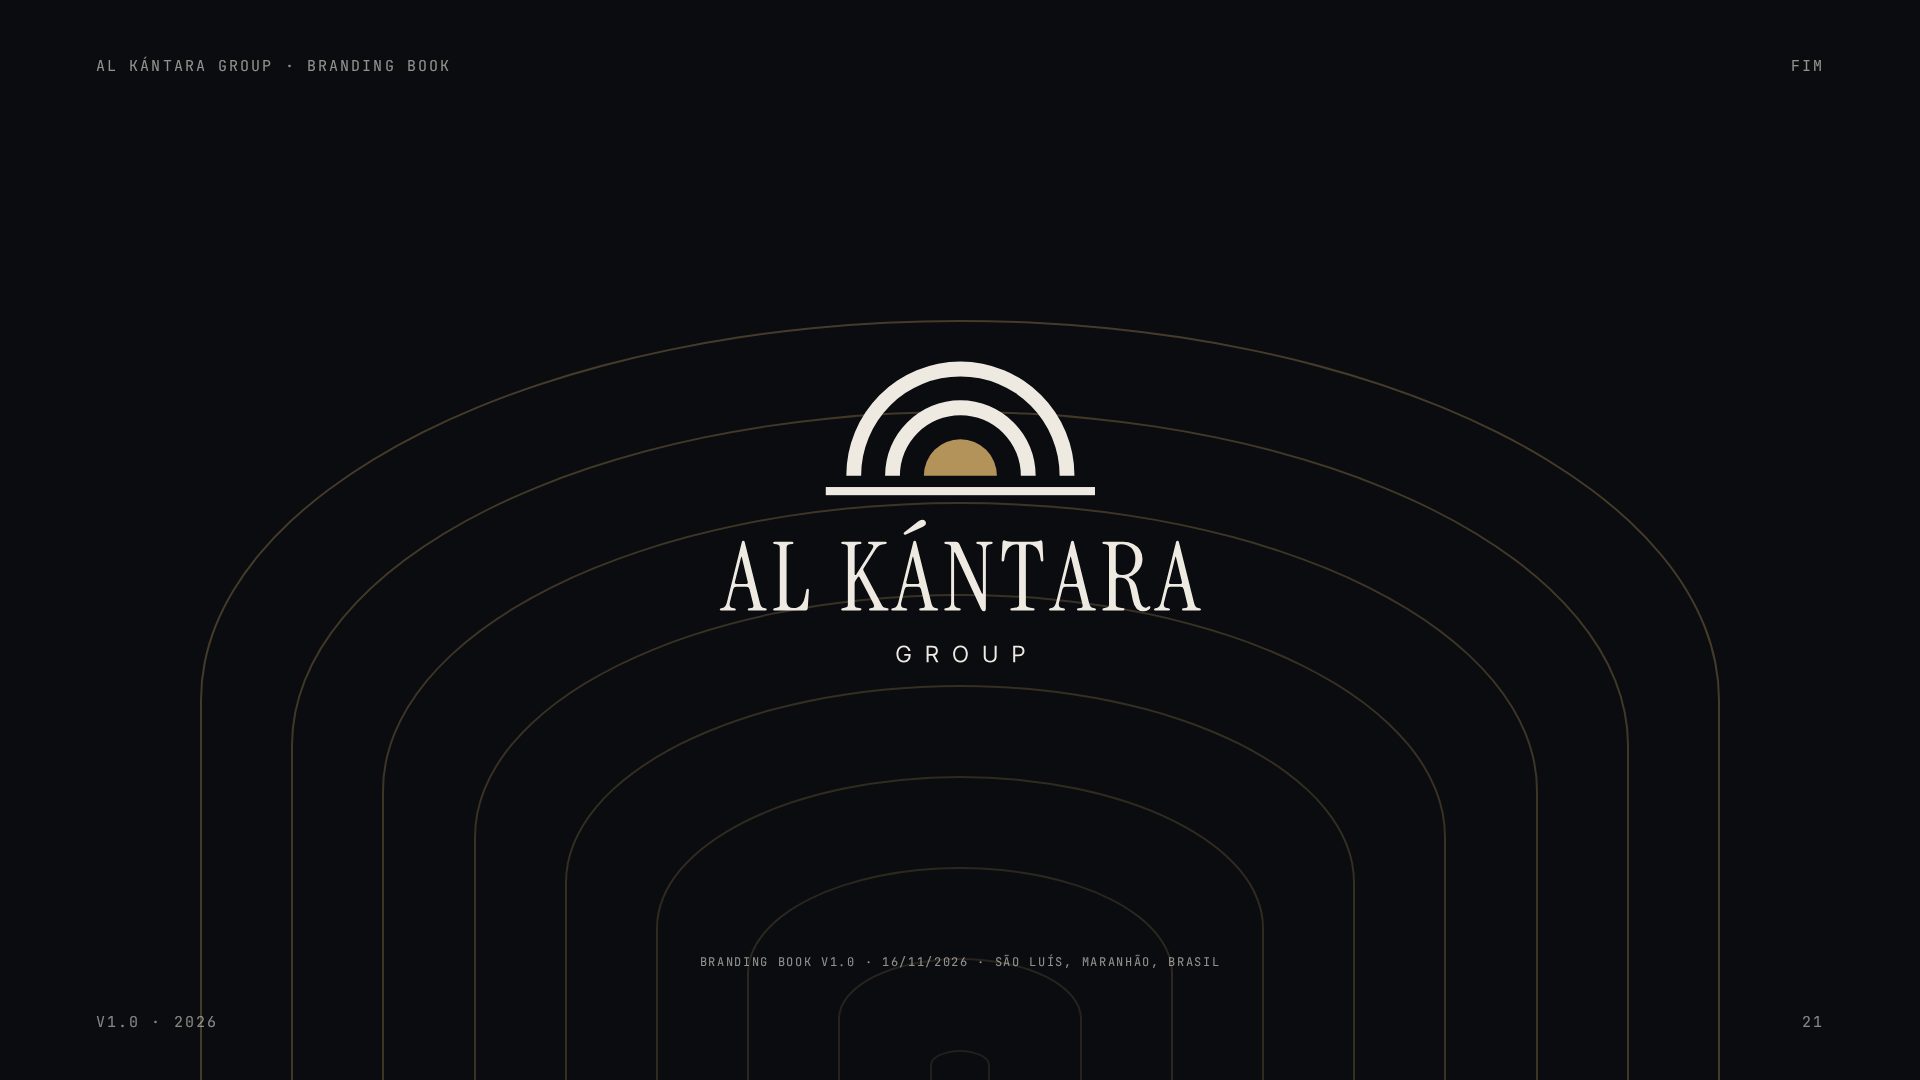 AL KÁNTARA GROUP · BRANDING BOOK
FIM
AL KÁNTARA
GROUP
BRANDING BOOK V1.0 · 16/11/2026 · SÃO LUÍS, MARANHÃO, BRASIL
V1.0 · 2026
21